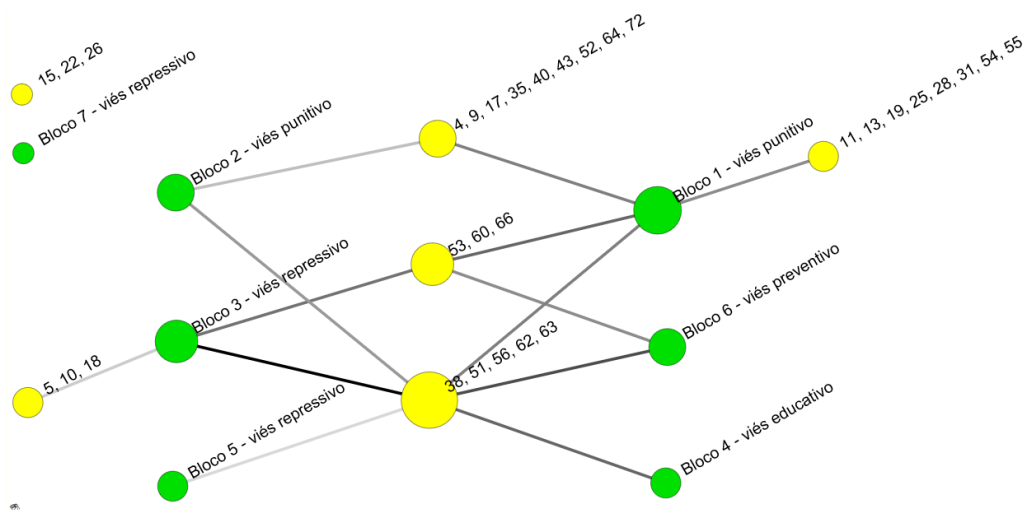 15, 22, 26
Bloco 7 - viés repressivo
Bloco 2 - viés punitivo
4, 9, 17, 35, 40, 43, 52, 64, 72
Bloco 1 - viés punitivo
11, 13, 19, 25, 28, 31, 54, 55
53, 60, 66
Bloco 3 - viés repressivo
Bloco 6 - viés preventivo
5, 10, 18
38, 51, 56, 62, 63
Bloco 5 - viés repressivo
Bloco 4 - viés educativo